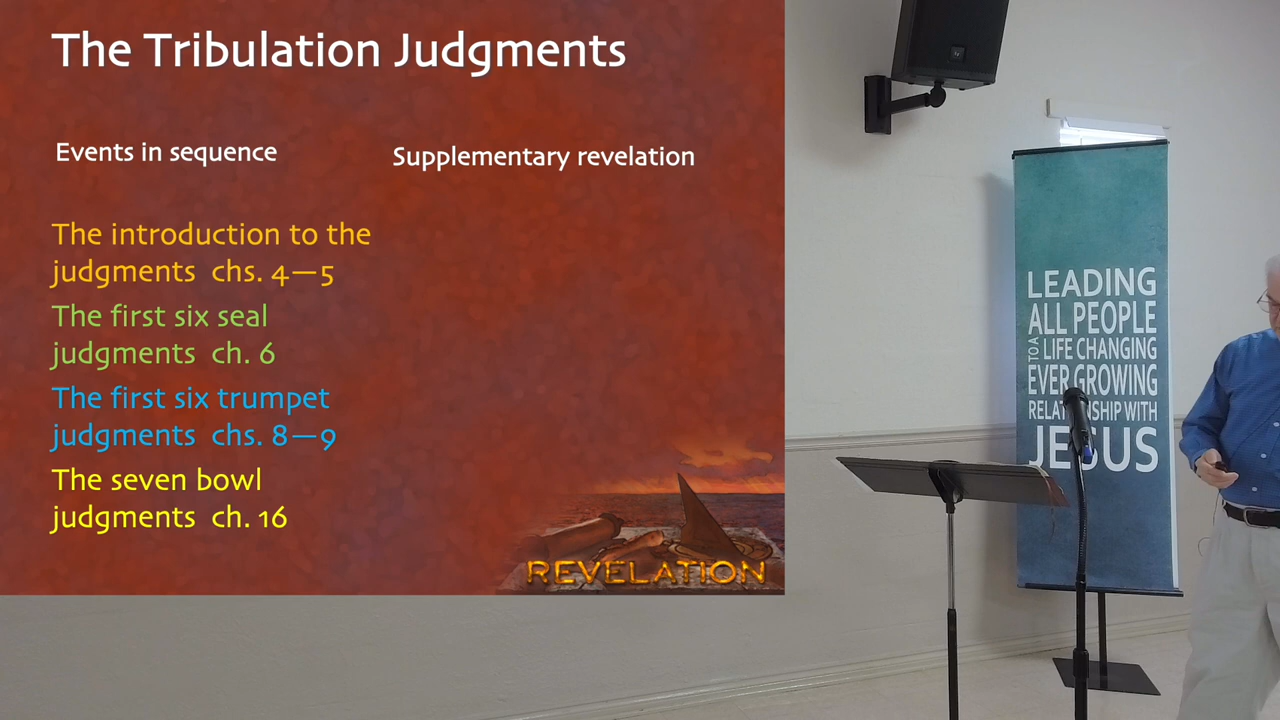 The Tribulation Judgments
Events in sequence
Supplementary revelation
The introduction to the
judgments chs. 4—5
The first six seal
judgments ch. 6
The first six trumpet
judgments chs. 8—9
The seven bowl
judgments ch. 16
REVELATION
LEADING
ALL PEOPLE
TO A LIFE CHANGING
EVER GROWING
RELATIONSHIP WITH
JESUS